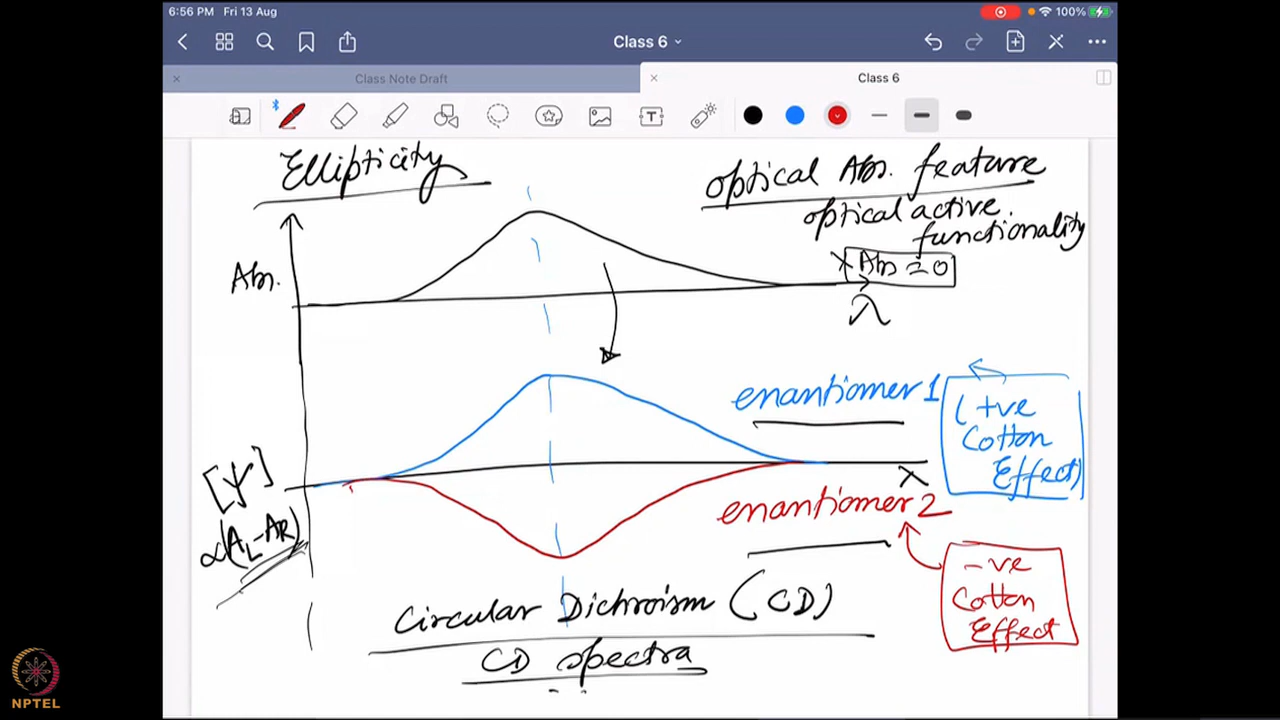 6:56 PM Fri 13 Aug
100%
Class 6
Class Note Draft
Class 6
Ellipticity
optical Abs. feature
optical active
functionality
Abs.
X Abs = 0
λ
enantiomer 1
(+ve
Cotton
Effect)
[Ψ]
∝(A_L-A_R)
λ
enantiomer 2
-ve
Cotton
Effect
Circular Dichroism (CD)
CD spectra
NPTEL